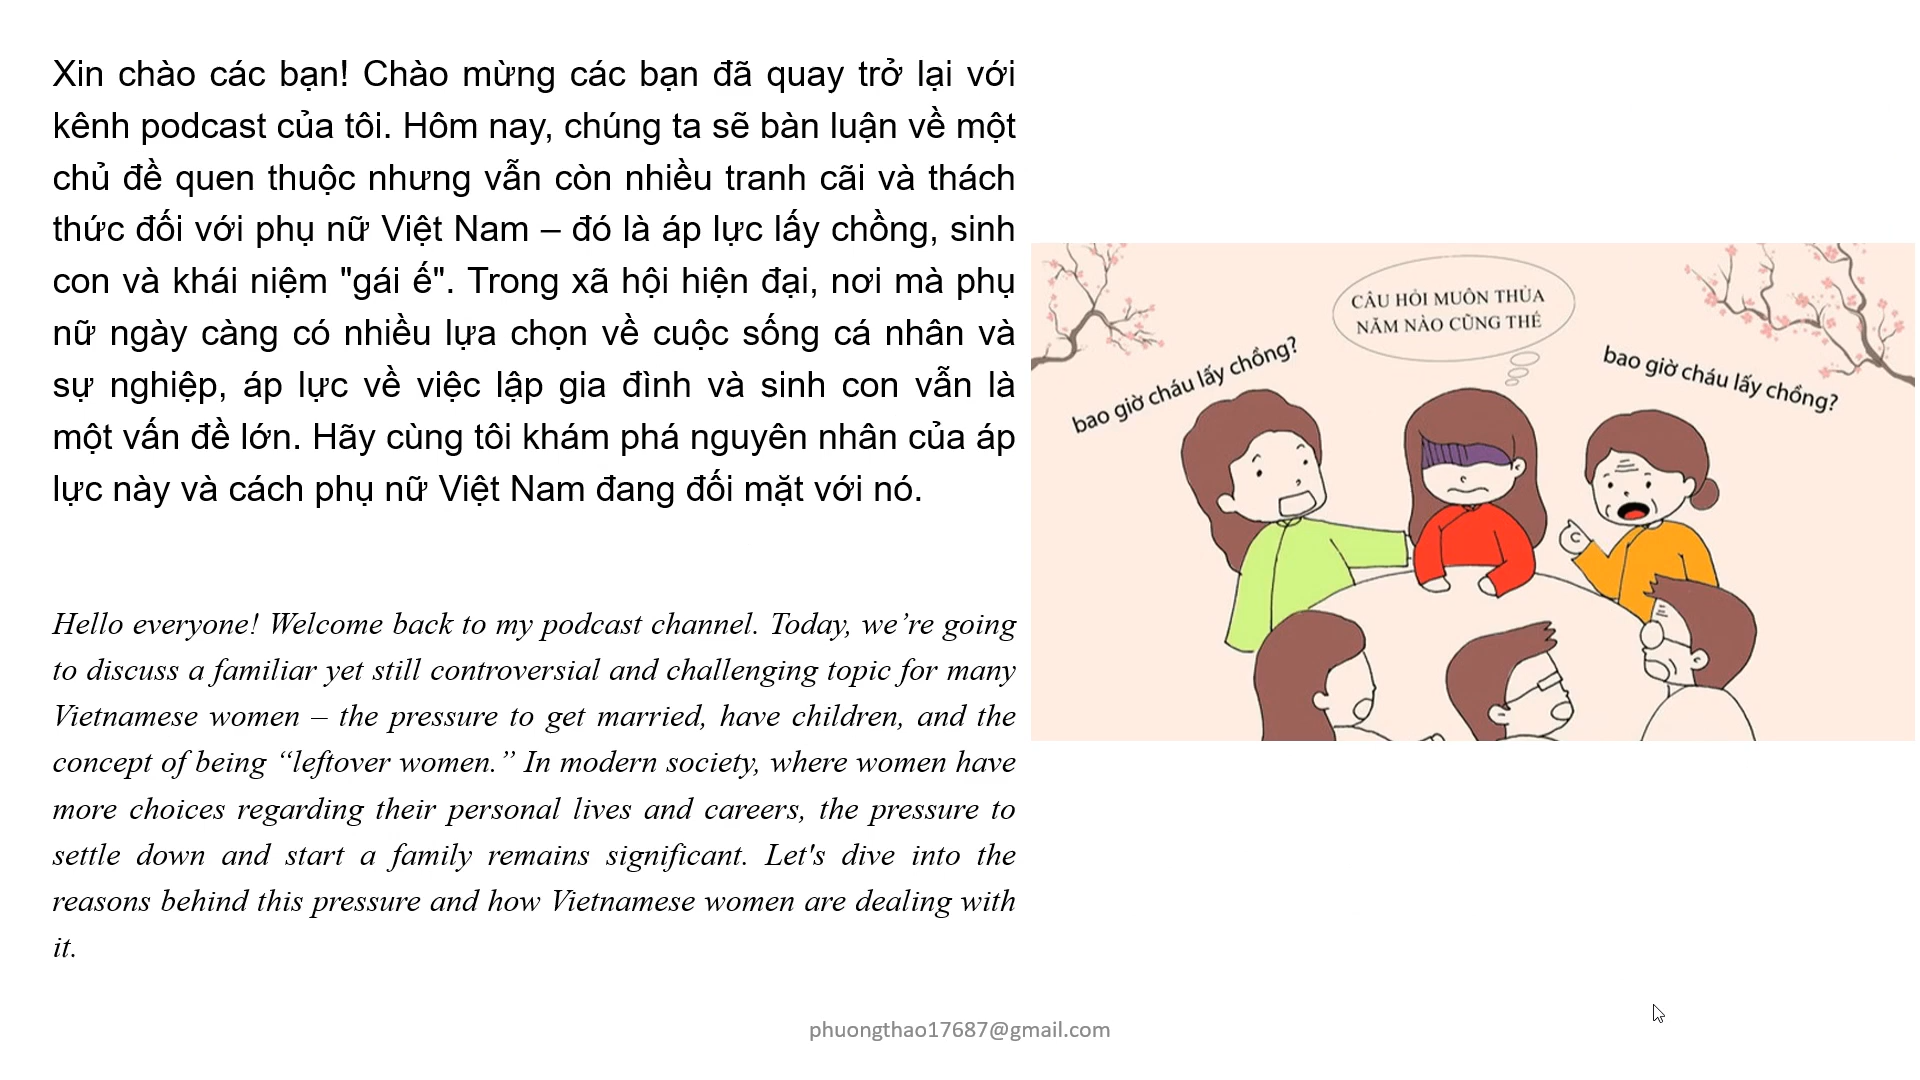 Xin chào các bạn! Chào mừng các bạn đã quay trở lại với
kênh podcast của tôi. Hôm nay, chúng ta sẽ bàn luận về một
chủ đề quen thuộc nhưng vẫn còn nhiều tranh cãi và thách
thức đối với phụ nữ Việt Nam – đó là áp lực lấy chồng, sinh
con và khái niệm "gái ế". Trong xã hội hiện đại, nơi mà phụ
nữ ngày càng có nhiều lựa chọn về cuộc sống cá nhân và
sự nghiệp, áp lực về việc lập gia đình và sinh con vẫn là
một vấn đề lớn. Hãy cùng tôi khám phá nguyên nhân của áp
lực này và cách phụ nữ Việt Nam đang đối mặt với nó.
Hello everyone! Welcome back to my podcast channel. Today, we’re going
to discuss a familiar yet still controversial and challenging topic for many
Vietnamese women – the pressure to get married, have children, and the
concept of being “leftover women.” In modern society, where women have
more choices regarding their personal lives and careers, the pressure to
settle down and start a family remains significant. Let's dive into the
reasons behind this pressure and how Vietnamese women are dealing with
it.
CÂU HỎI MUÔN THỦA
NĂM NÀO CŨNG THẾ
bao giờ cháu lấy chồng?
bao giờ cháu lấy chồng?
phuongthao17687@gmail.com